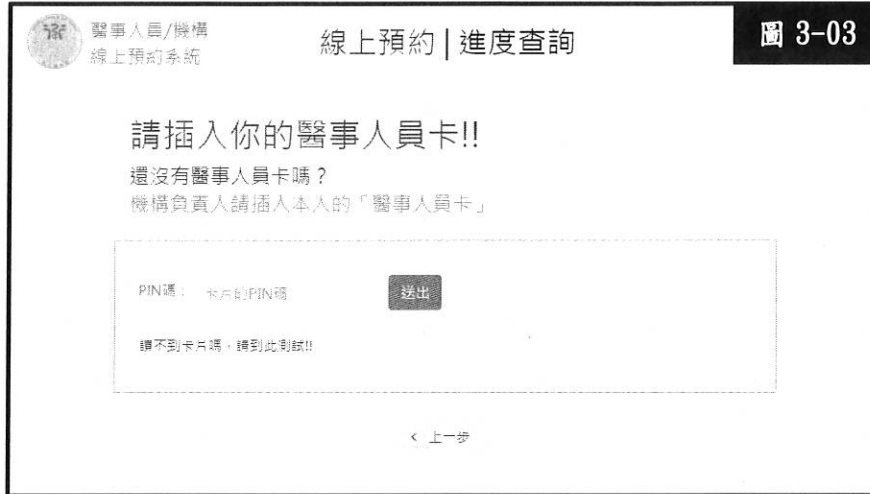 醫事人員/機構
線上預約系統
線上預約 | 進度查詢
圖 3-03
請插入你的醫事人員卡!!
還沒有醫事人員卡嗎？
機構負責人請插入本人的「醫事人員卡」
PIN碼： 卡片的PIN碼 送出
讀不到卡片嗎，請到此測試!!
< 上一步